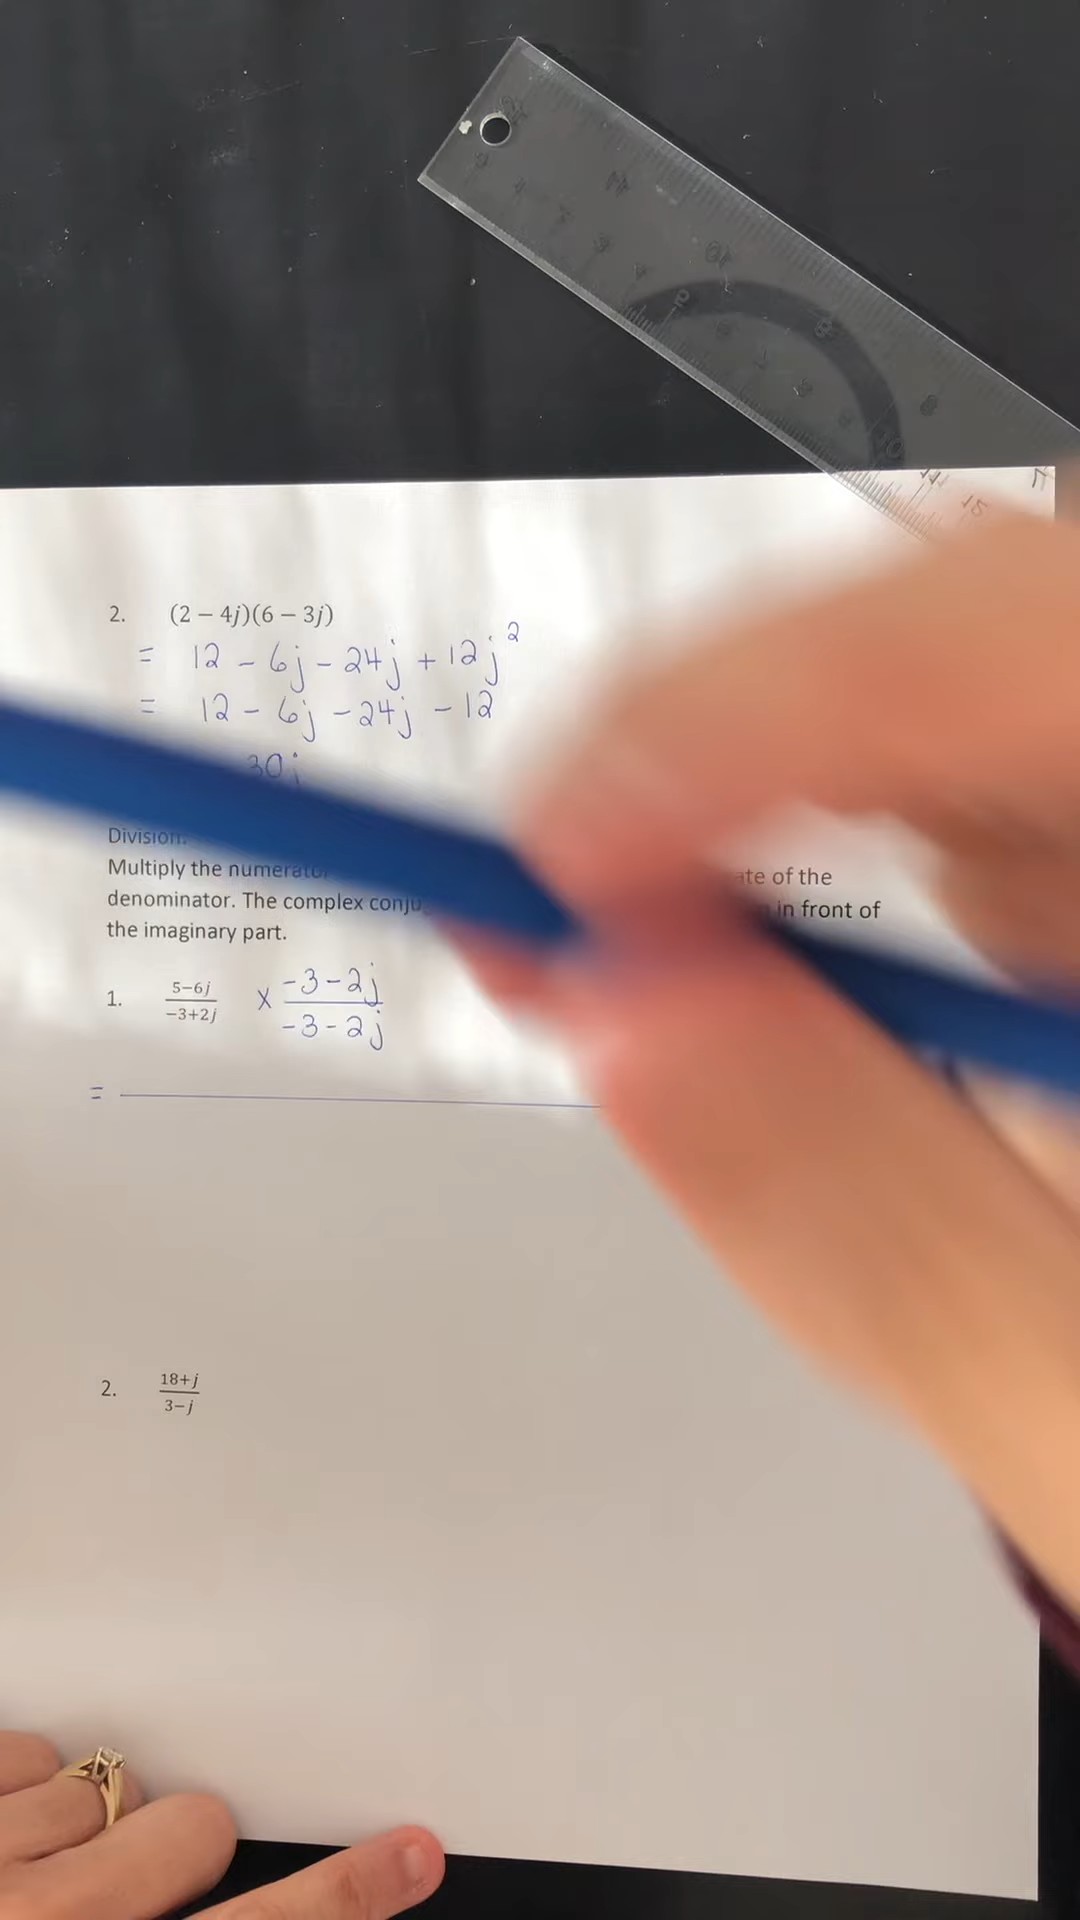 2. (2 – 4j)(6 – 3j)
= 12 - 6j - 24j + 12j²
= 12 - 6j - 24j - 12
30j
Division:
Multiply the numerator ate of the
denominator. The complex in front of
the imaginary part.
1. 5−6j/−3+2j × -3-2j/-3-2j
=
2. 18+j/3−j